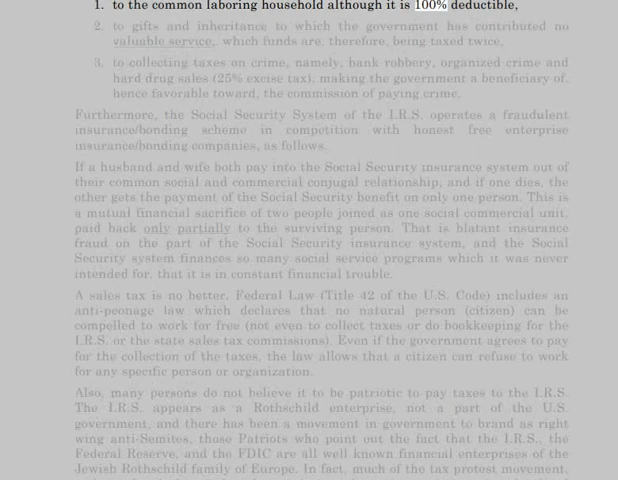 1. to the common laboring household although it is 100% deductible,
2. to gifts and inheritance to which the government has contributed no
valuable service, which funds are, therefore, being taxed twice,
3. to collecting taxes on crime, namely, bank robbery, organized crime and
hard drug sales (25% excise tax), making the government a beneficiary of,
hence favorable toward, the commission of paying crime.
Furthermore, the Social Security System of the I.R.S. operates a fraudulent
insurance/bonding scheme in competition with honest free enterprise
insurance/bonding companies, as follows.
If a husband and wife both pay into the Social Security insurance system out of
their common social and commercial conjugal relationship, and if one dies, the
other gets the payment of the Social Security benefit on only one person. This is
a mutual financial sacrifice of two people joined as one social commercial unit,
paid back only partially to the surviving person. That is blatant insurance
fraud on the part of the Social Security insurance system, and the Social
Security system finances so many social service programs which it was never
intended for, that it is in constant financial trouble.
A sales tax is no better. Federal Law (Title 42 of the U.S. Code) includes an
anti-peonage law which declares that no natural person (citizen) can be
compelled to work for free (not even to collect taxes or do bookkeeping for the
I.R.S. or the state sales tax commissions). Even if the government agrees to pay
for the collection of the taxes, the law allows that a citizen can refuse to work
for any specific person or organization.
Also, many persons do not believe it to be patriotic to pay taxes to the I.R.S.
The I.R.S. appears as a Rothschild enterprise, not a part of the U.S.
government, and there has been a movement in government to brand as right
wing anti-Semites, those Patriots who point out the fact that the I.R.S., the
Federal Reserve, and the FDIC are all well known financial enterprises of the
Jewish Rothschild family of Europe. In fact, much of the tax protest movement,